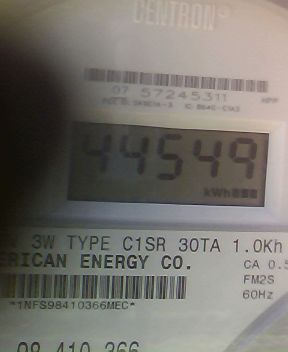 CENTRON®
07 57245311
44549
kWh
3W TYPE C1SR 30TA 1.0Kh
ERICAN ENERGY CO.
CA 0.5
FM2S
*1NFS98410366MEC*
60Hz
98 410 366